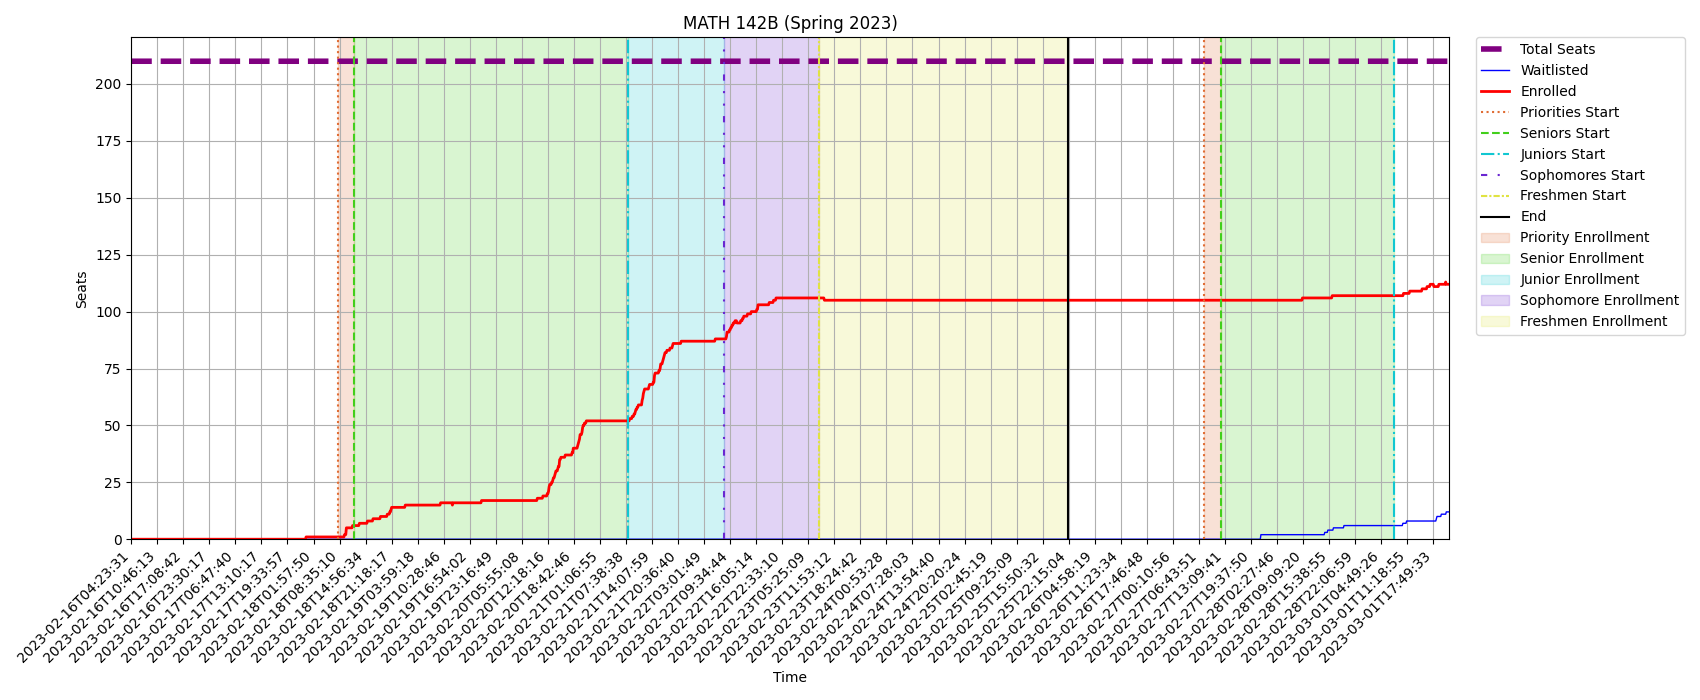 MATH 142B (Spring 2023)
Seats
200
175
150
125
100
75
50
25
0
2023-02-16T04:23:31
2023-02-16T10:46:13
2023-02-16T17:08:42
2023-02-16T23:30:17
2023-02-17T06:47:40
2023-02-17T13:10:17
2023-02-17T19:33:57
2023-02-18T01:57:50
2023-02-18T08:35:10
2023-02-18T14:56:34
2023-02-18T21:18:17
2023-02-19T03:59:18
2023-02-19T10:28:46
2023-02-19T16:54:02
2023-02-19T23:16:49
2023-02-20T05:55:08
2023-02-20T12:18:16
2023-02-20T18:42:46
2023-02-21T01:06:55
2023-02-21T07:38:38
2023-02-21T14:07:59
2023-02-21T20:36:40
2023-02-22T03:01:49
2023-02-22T09:34:44
2023-02-22T16:05:14
2023-02-22T22:33:10
2023-02-23T05:25:09
2023-02-23T11:53:12
2023-02-23T18:24:42
2023-02-24T00:53:28
2023-02-24T07:28:03
2023-02-24T13:54:40
2023-02-24T20:20:24
2023-02-25T02:45:19
2023-02-25T09:25:09
2023-02-25T15:50:32
2023-02-25T22:15:04
2023-02-26T04:58:19
2023-02-26T11:23:34
2023-02-26T17:46:48
2023-02-27T00:10:56
2023-02-27T06:43:51
2023-02-27T13:09:41
2023-02-27T19:37:50
2023-02-28T02:27:46
2023-02-28T09:09:20
2023-02-28T15:38:55
2023-02-28T22:06:59
2023-03-01T04:49:26
2023-03-01T11:18:55
2023-03-01T17:49:33
Time
Total Seats
Waitlisted
Enrolled
Priorities Start
Seniors Start
Juniors Start
Sophomores Start
Freshmen Start
End
Priority Enrollment
Senior Enrollment
Junior Enrollment
Sophomore Enrollment
Freshmen Enrollment